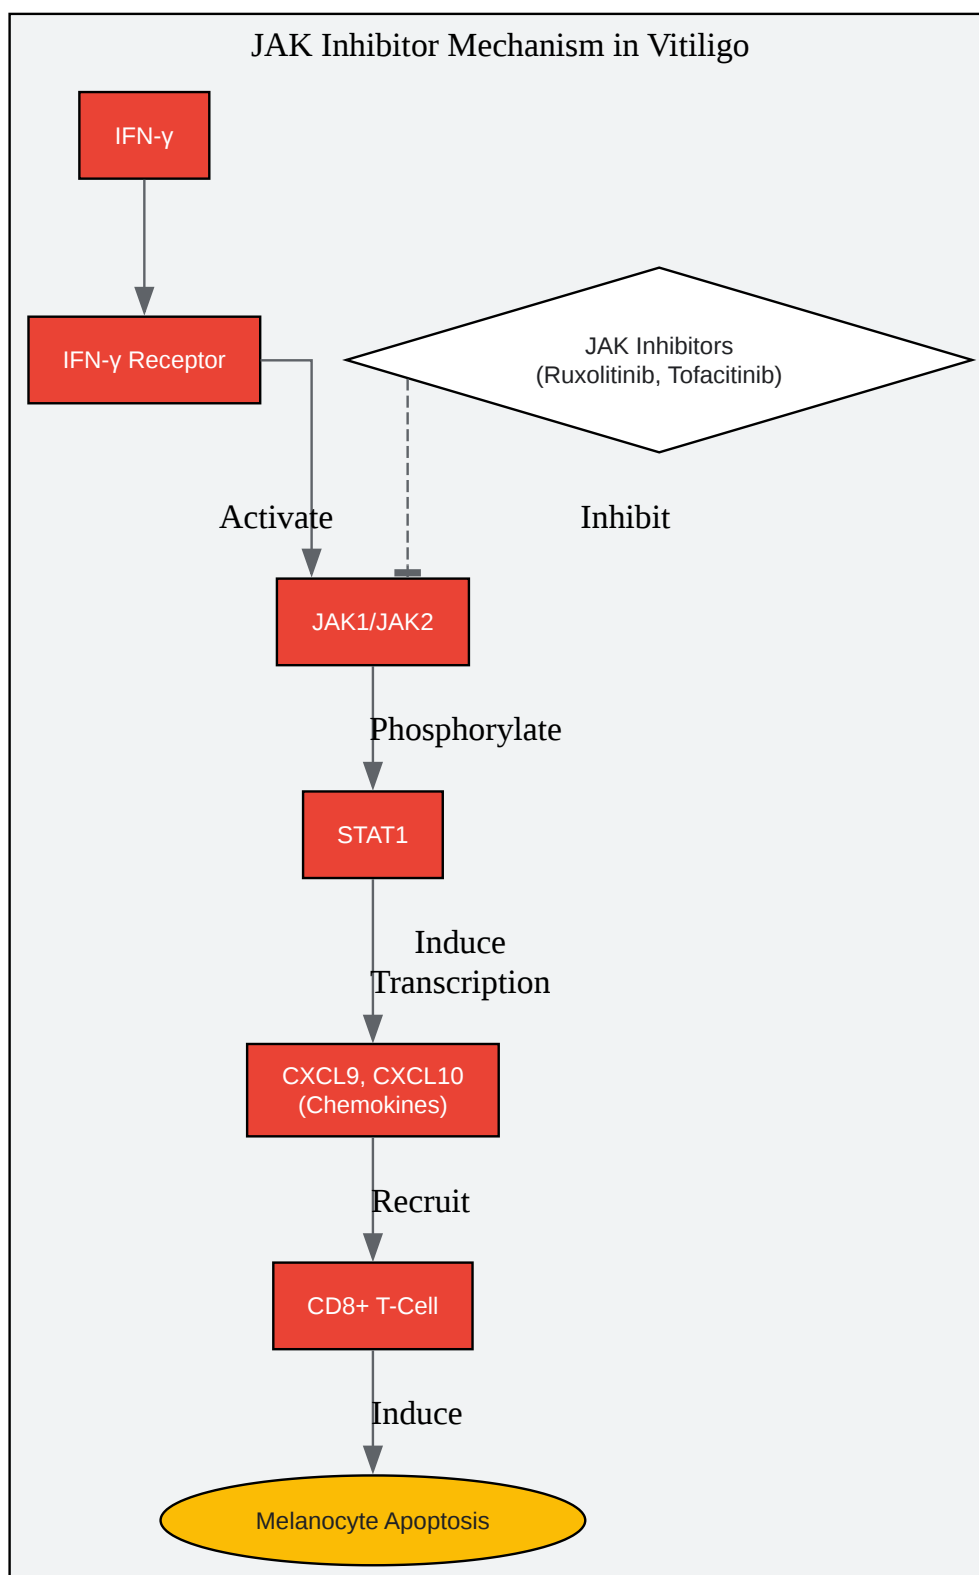 JAK Inhibitor Mechanism in Vitiligo
IFN-γ
IFN-γ Receptor
JAK Inhibitors
(Ruxolitinib, Tofacitinib)
Activate
Inhibit
JAK1/JAK2
Phosphorylate
STAT1
Induce
Transcription
CXCL9, CXCL10
(Chemokines)
Recruit
CD8+ T-Cell
Induce
Melanocyte Apoptosis